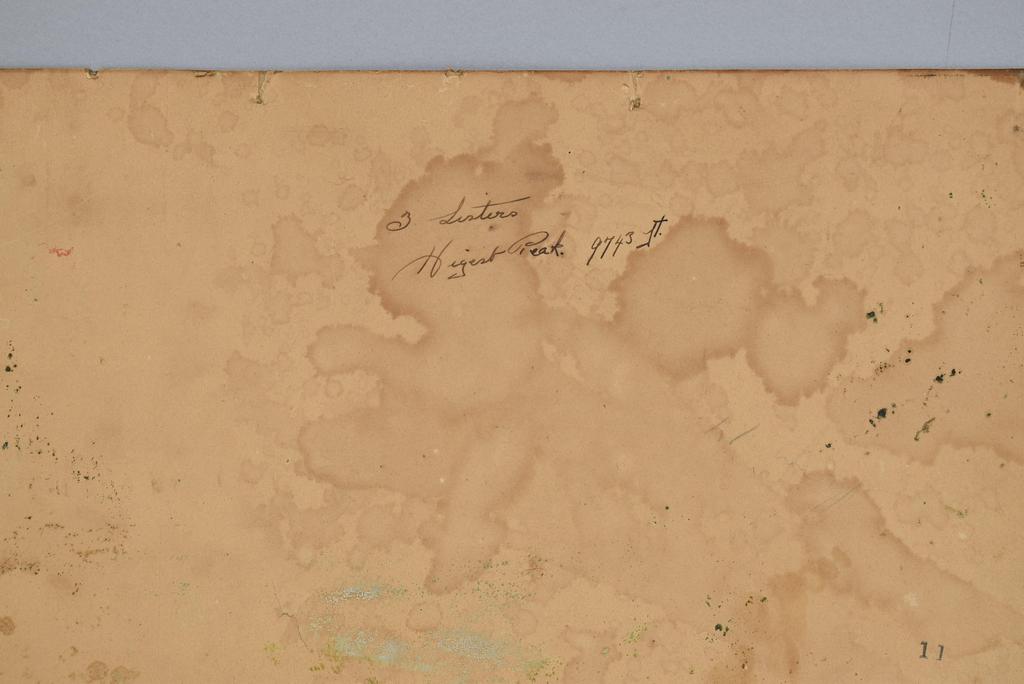 3 Sisters
Higest Peak. 9743 ft.
11